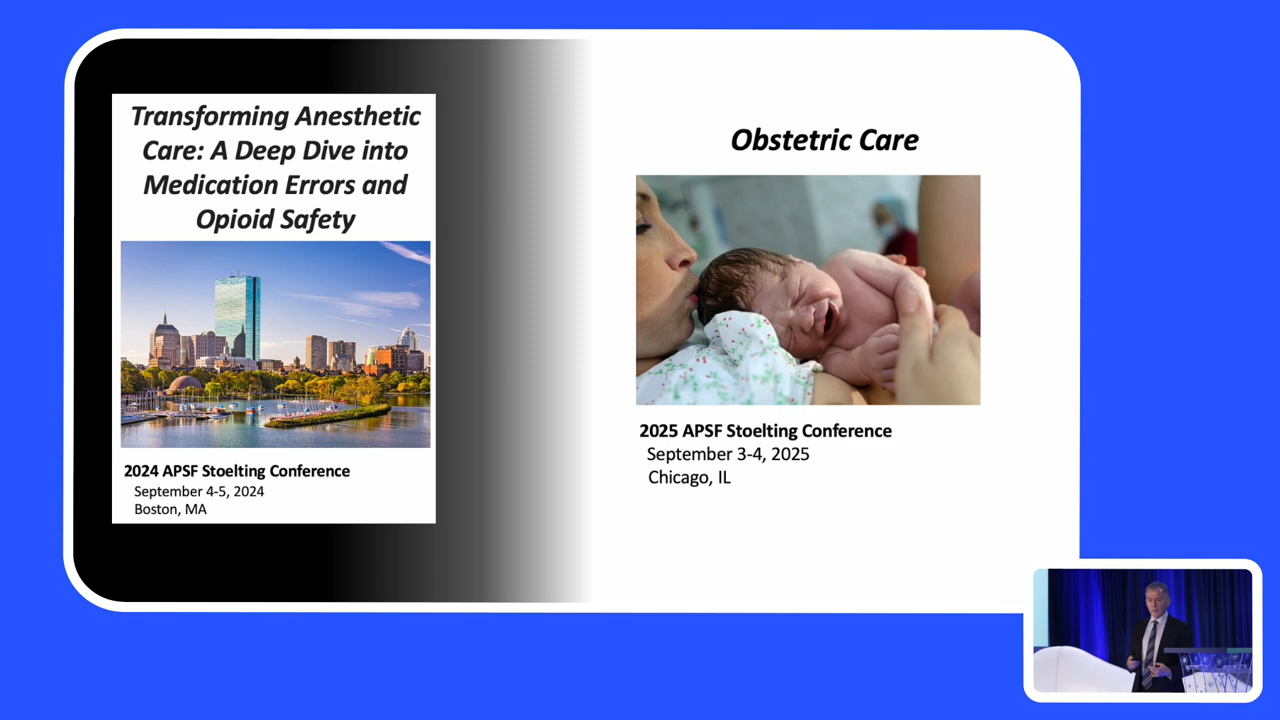 Transforming Anesthetic
Care: A Deep Dive into
Medication Errors and
Opioid Safety
2024 APSF Stoelting Conference
September 4-5, 2024
Boston, MA
Obstetric Care
2025 APSF Stoelting Conference
September 3-4, 2025
Chicago, IL